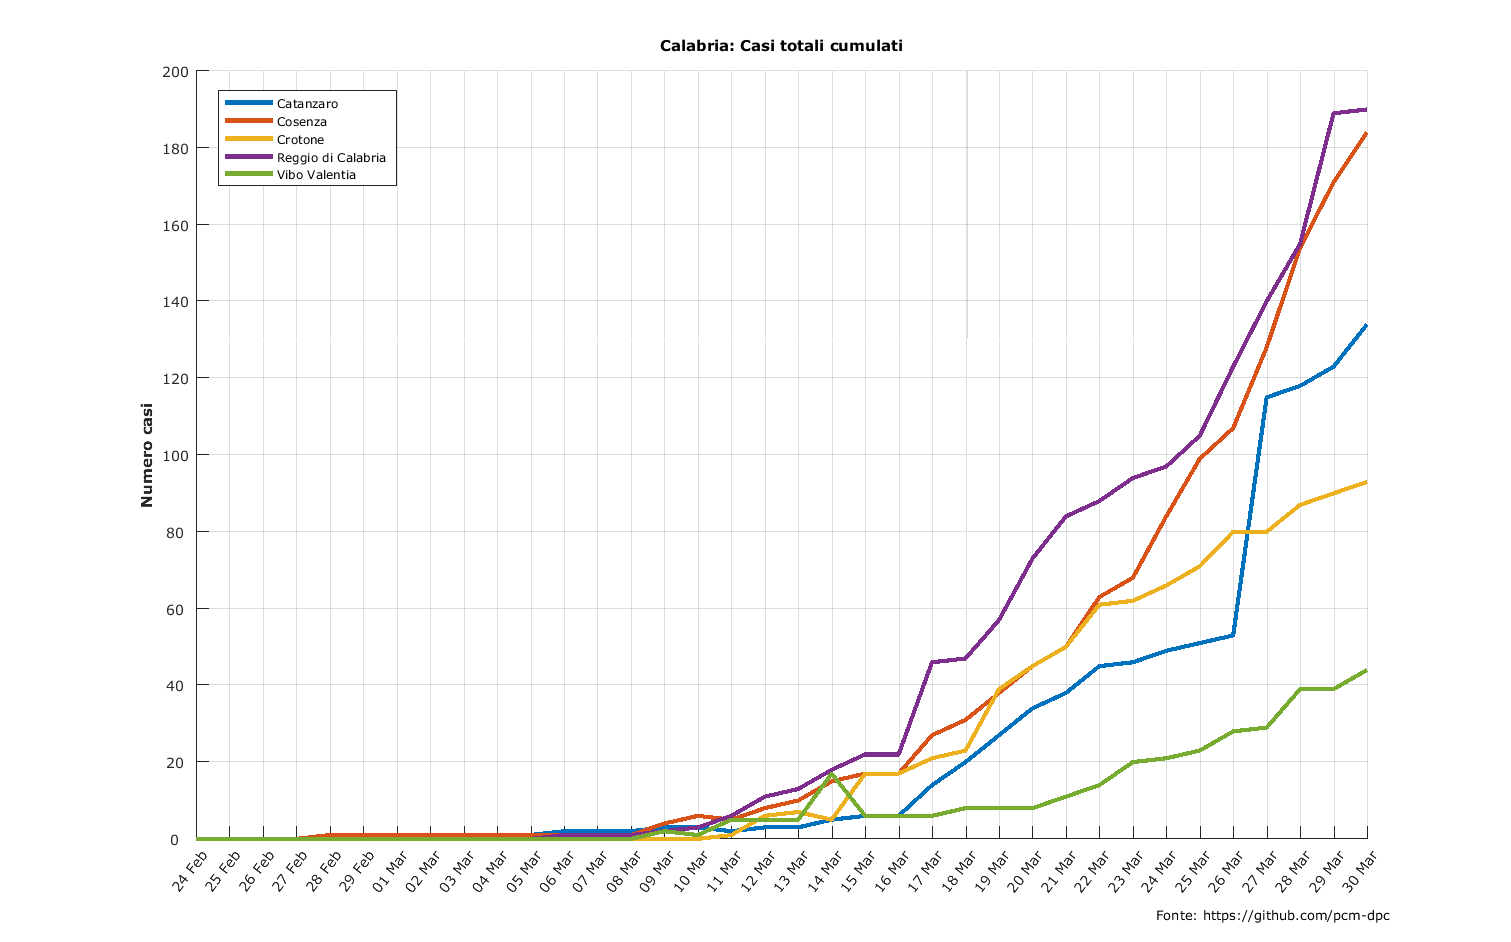 Calabria: Casi totali cumulati
Catanzaro
Cosenza
Crotone
Reggio di Calabria
Vibo Valentia
Numero casi
200
180
160
140
120
100
80
60
40
20
0
24 Feb
25 Feb
26 Feb
27 Feb
28 Feb
29 Feb
01 Mar
02 Mar
03 Mar
04 Mar
05 Mar
06 Mar
07 Mar
08 Mar
09 Mar
10 Mar
11 Mar
12 Mar
13 Mar
14 Mar
15 Mar
16 Mar
17 Mar
18 Mar
19 Mar
20 Mar
21 Mar
22 Mar
23 Mar
24 Mar
25 Mar
26 Mar
27 Mar
28 Mar
29 Mar
30 Mar
Fonte: https://github.com/pcm-dpc